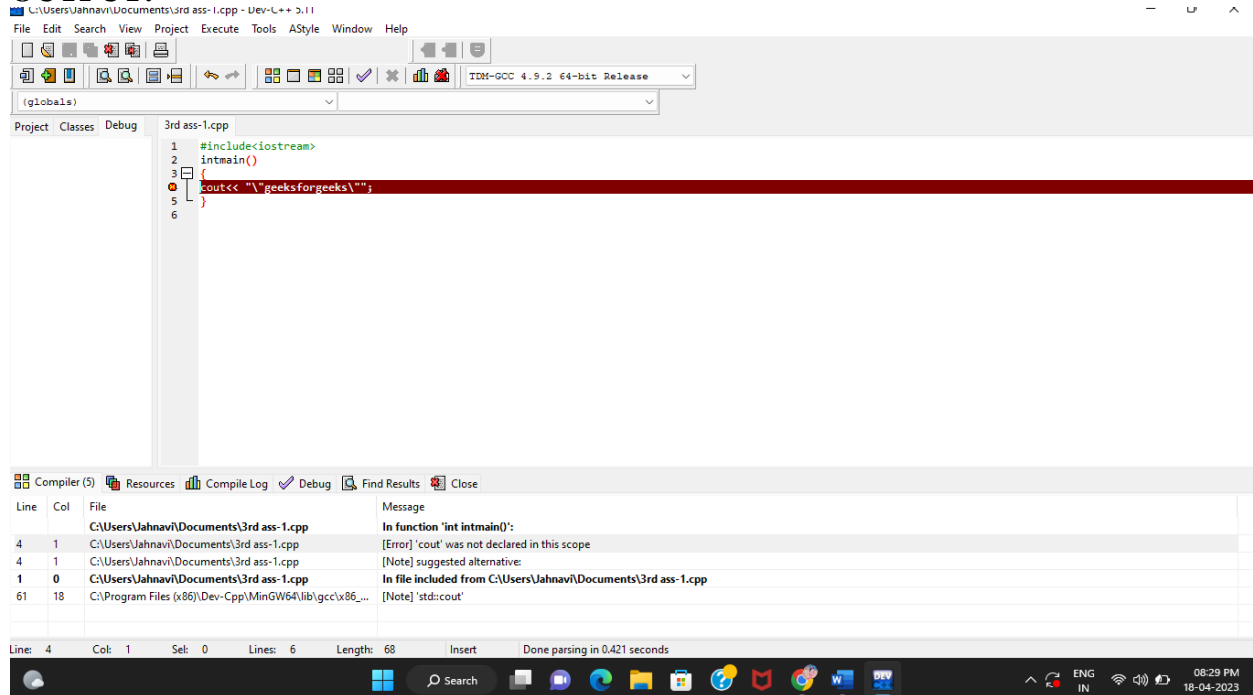 C:\Users\Jahnavi\Documents\3rd ass-1.cpp - Dev-C++ 5.11
File Edit Search View Project Execute Tools AStyle Window Help
TDM-GCC 4.9.2 64-bit Release
(globals)
Project Classes Debug 3rd ass-1.cpp
1 #include<iostream>
2 intmain()
3 {
cout<< "\"geeksforgeeks\"";
5 }
6
Compiler (5) Resources Compile Log Debug Find Results Close
Line Col File Message
C:\Users\Jahnavi\Documents\3rd ass-1.cpp In function 'int intmain()':
4 1 C:\Users\Jahnavi\Documents\3rd ass-1.cpp [Error] 'cout' was not declared in this scope
4 1 C:\Users\Jahnavi\Documents\3rd ass-1.cpp [Note] suggested alternative:
1 0 C:\Users\Jahnavi\Documents\3rd ass-1.cpp In file included from C:\Users\Jahnavi\Documents\3rd ass-1.cpp
61 18 C:\Program Files (x86)\Dev-Cpp\MinGW64\lib\gcc\x86_... [Note] 'std::cout'
Line: 4 Col: 1 Sel: 0 Lines: 6 Length: 68 Insert Done parsing in 0.421 seconds
Search DEV ENG 08:29 PM
IN 18-04-2023